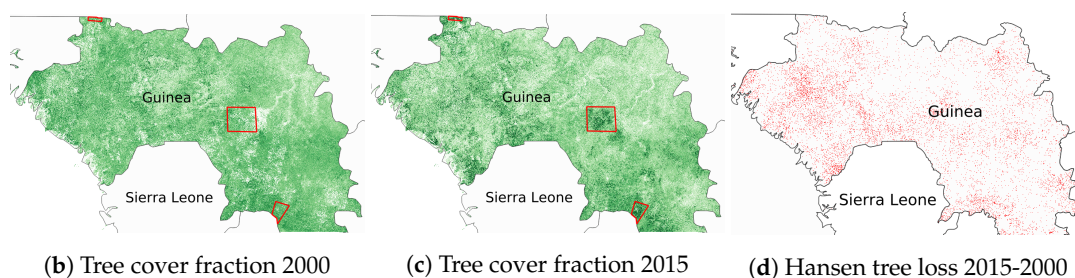 Guinea
Sierra Leone
Guinea
Sierra Leone
Guinea
Sierra Leone
(b) Tree cover fraction 2000
(c) Tree cover fraction 2015
(d) Hansen tree loss 2015-2000